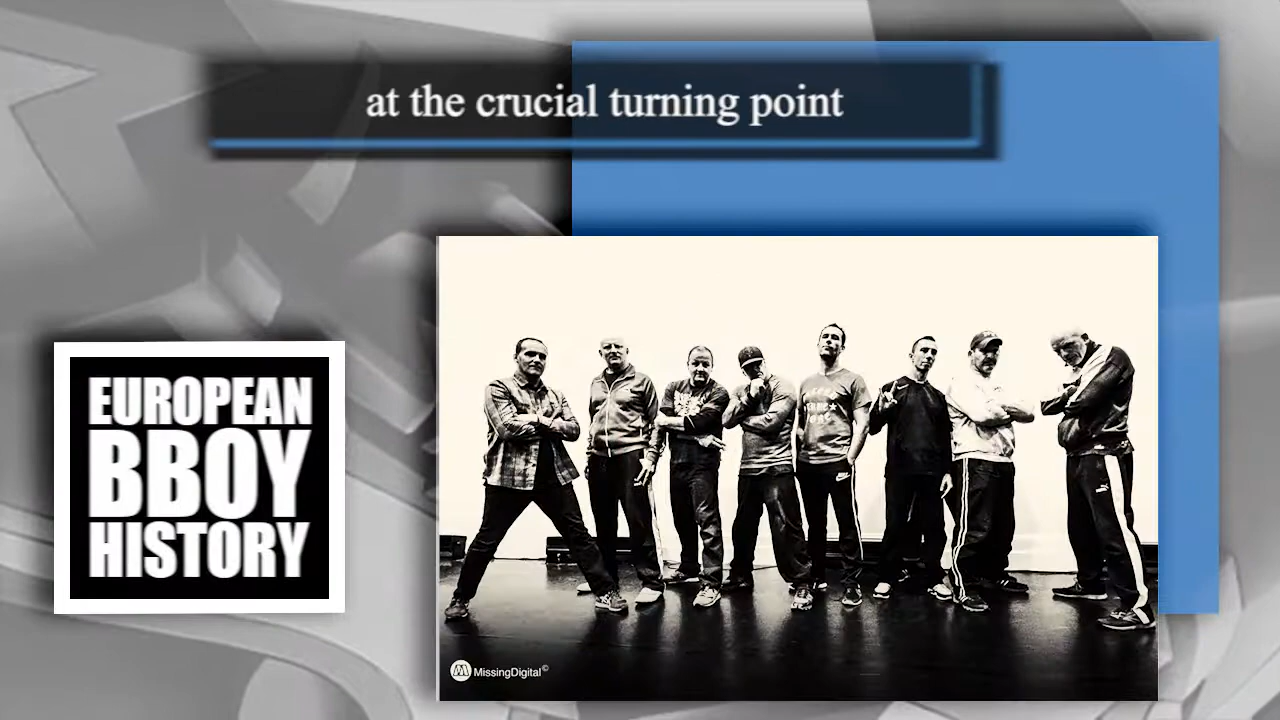 at the crucial turning point
EUROPEAN
BBOY
HISTORY
MissingDigital©